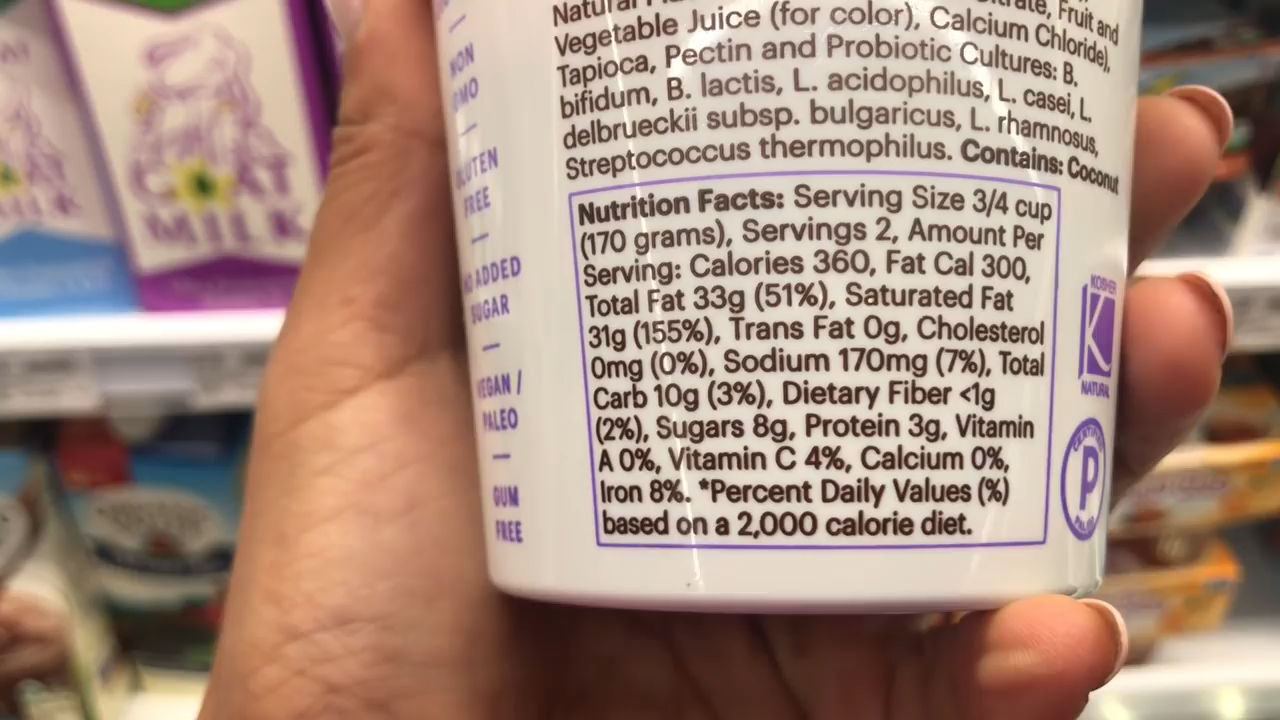 Natural
Vegetable Juice (for color), Calcium Chloride),
Fruit and
Tapioca, Pectin and Probiotic Cultures: B.
bifidum, B. lactis, L. acidophilus, L. casei, L.
delbrueckii subsp. bulgaricus, L. rhamnosus,
Streptococcus thermophilus. Contains: Coconut
Nutrition Facts: Serving Size 3/4 cup
(170 grams), Servings 2, Amount Per
Serving: Calories 360, Fat Cal 300,
Total Fat 33g (51%), Saturated Fat
31g (155%), Trans Fat 0g, Cholesterol
0mg (0%), Sodium 170mg (7%), Total
Carb 10g (3%), Dietary Fiber <1g
(2%), Sugars 8g, Protein 3g, Vitamin
A 0%, Vitamin C 4%, Calcium 0%,
Iron 8%. *Percent Daily Values (%)
based on a 2,000 calorie diet.
NON
GMO
GLUTEN
FREE
NO ADDED
SUGAR
VEGAN /
PALEO
GUM
FREE
KOSHER
K
NATURAL
CERTIFIED
P
PALEO
MILK